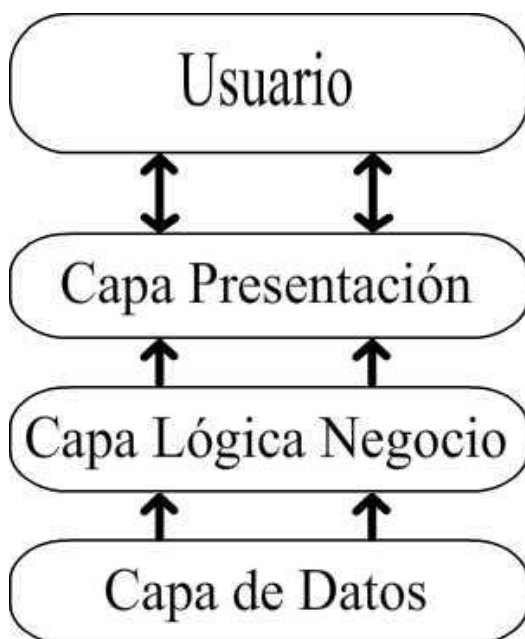 Usuario
Capa Presentación
Capa Lógica Negocio
Capa de Datos